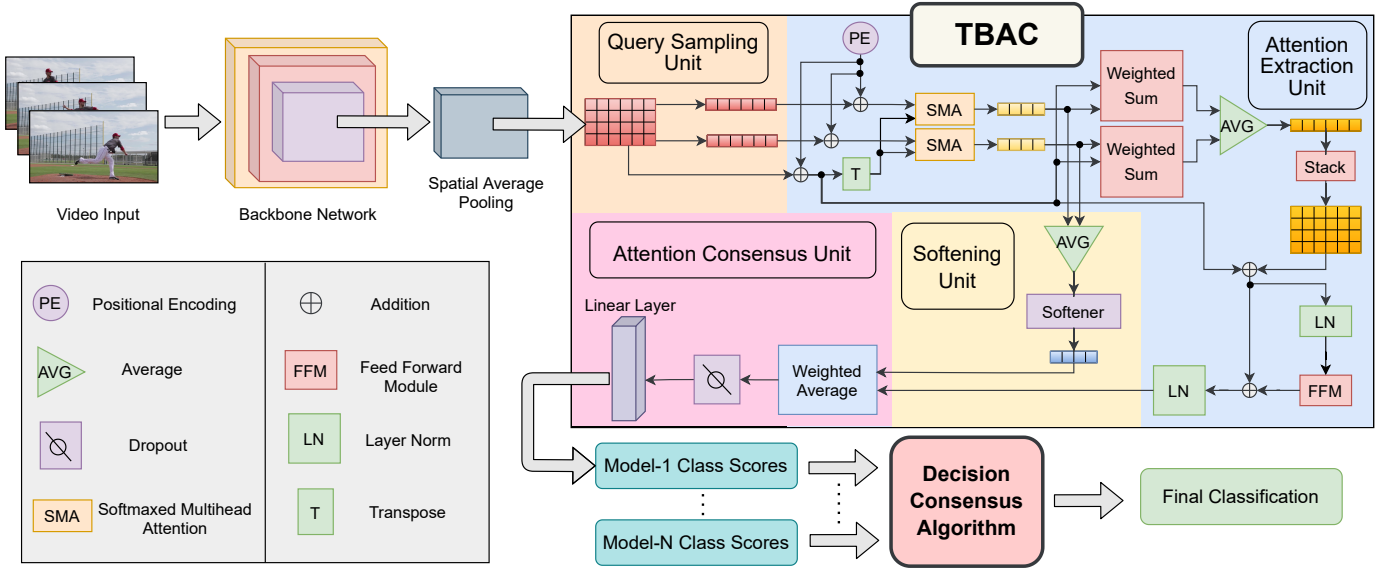 Video Input
Backbone Network
Spatial Average
Pooling
TBAC
Query Sampling
Unit
PE
T
SMA
SMA
Weighted
Sum
Weighted
Sum
AVG
Attention
Extraction
Unit
Stack
LN
FFM
LN
Softening
Unit
AVG
Softener
Attention Consensus Unit
Linear Layer
Weighted
Average
PE
Positional Encoding
AVG
Average
Dropout
SMA
Softmaxed Multihead
Attention
Addition
FFM
Feed Forward
Module
LN
Layer Norm
T
Transpose
Model-1 Class Scores
Model-N Class Scores
Decision
Consensus
Algorithm
Final Classification